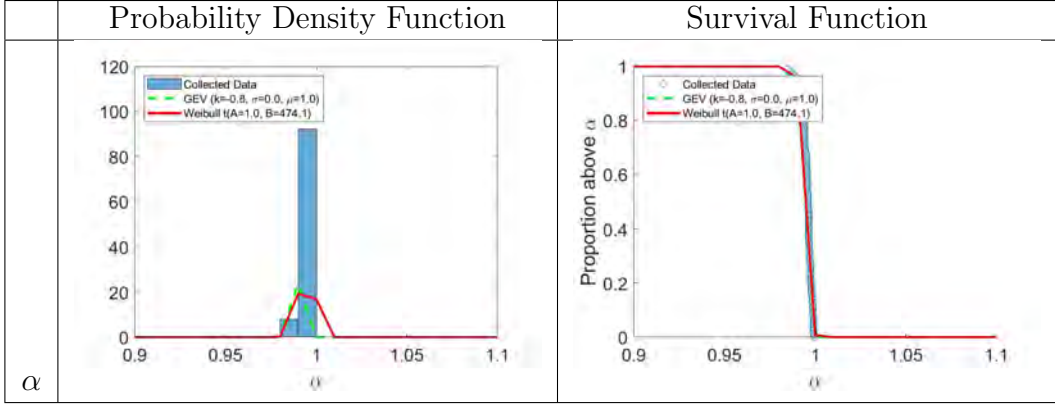 Probability Density Function
Survival Function
120
100
80
60
40
20
0
0.9
0.95
1
1.05
1.1
α
Collected Data
GEV (k=-0.8, σ=0.0, μ=1.0)
Weibull t(A=1.0, B=474.1)
Proportion above α
1
0.8
0.6
0.4
0.2
0
0.9
0.95
1
1.05
1.1
α
Collected Data
GEV (k=-0.8, σ=0.0, μ=1.0)
Weibull t(A=1.0, B=474.1)
α